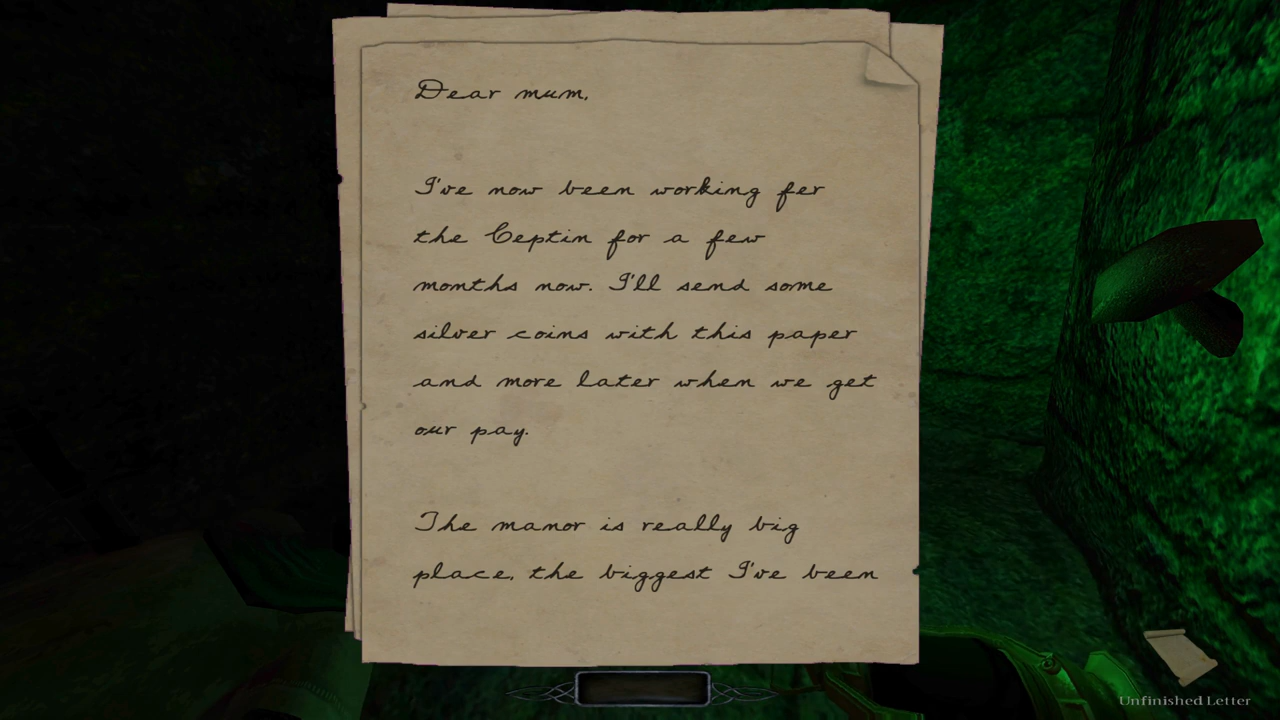 Dear mum,
I've now been working fer
the Ceptin for a few
months now. I'll send some
silver coins with this paper
and more later when we get
our pay.
The manor is really big
place, the biggest I've been
Unfinished Letter